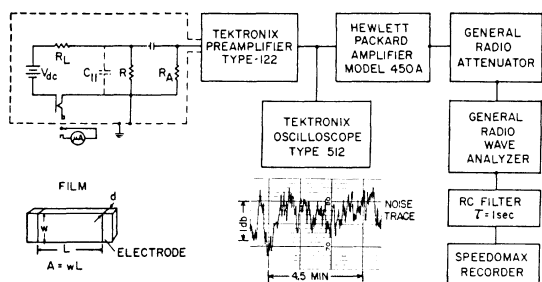 TEKTRONIX
PREAMPLIFIER
TYPE-122
HEWLETT
PACKARD
AMPLIFIER
MODEL 450A
GENERAL
RADIO
ATTENUATOR
R_L
V_dc
C_11
R
R_A
μA
TEKTRONIX
OSCILLOSCOPE
TYPE 512
GENERAL
RADIO
WAVE
ANALYZER
FILM
d
w
L
ELECTRODE
A = wL
1db
NOISE
TRACE
4.5 MIN
RC FILTER
τ = 1sec
SPEEDOMAX
RECORDER